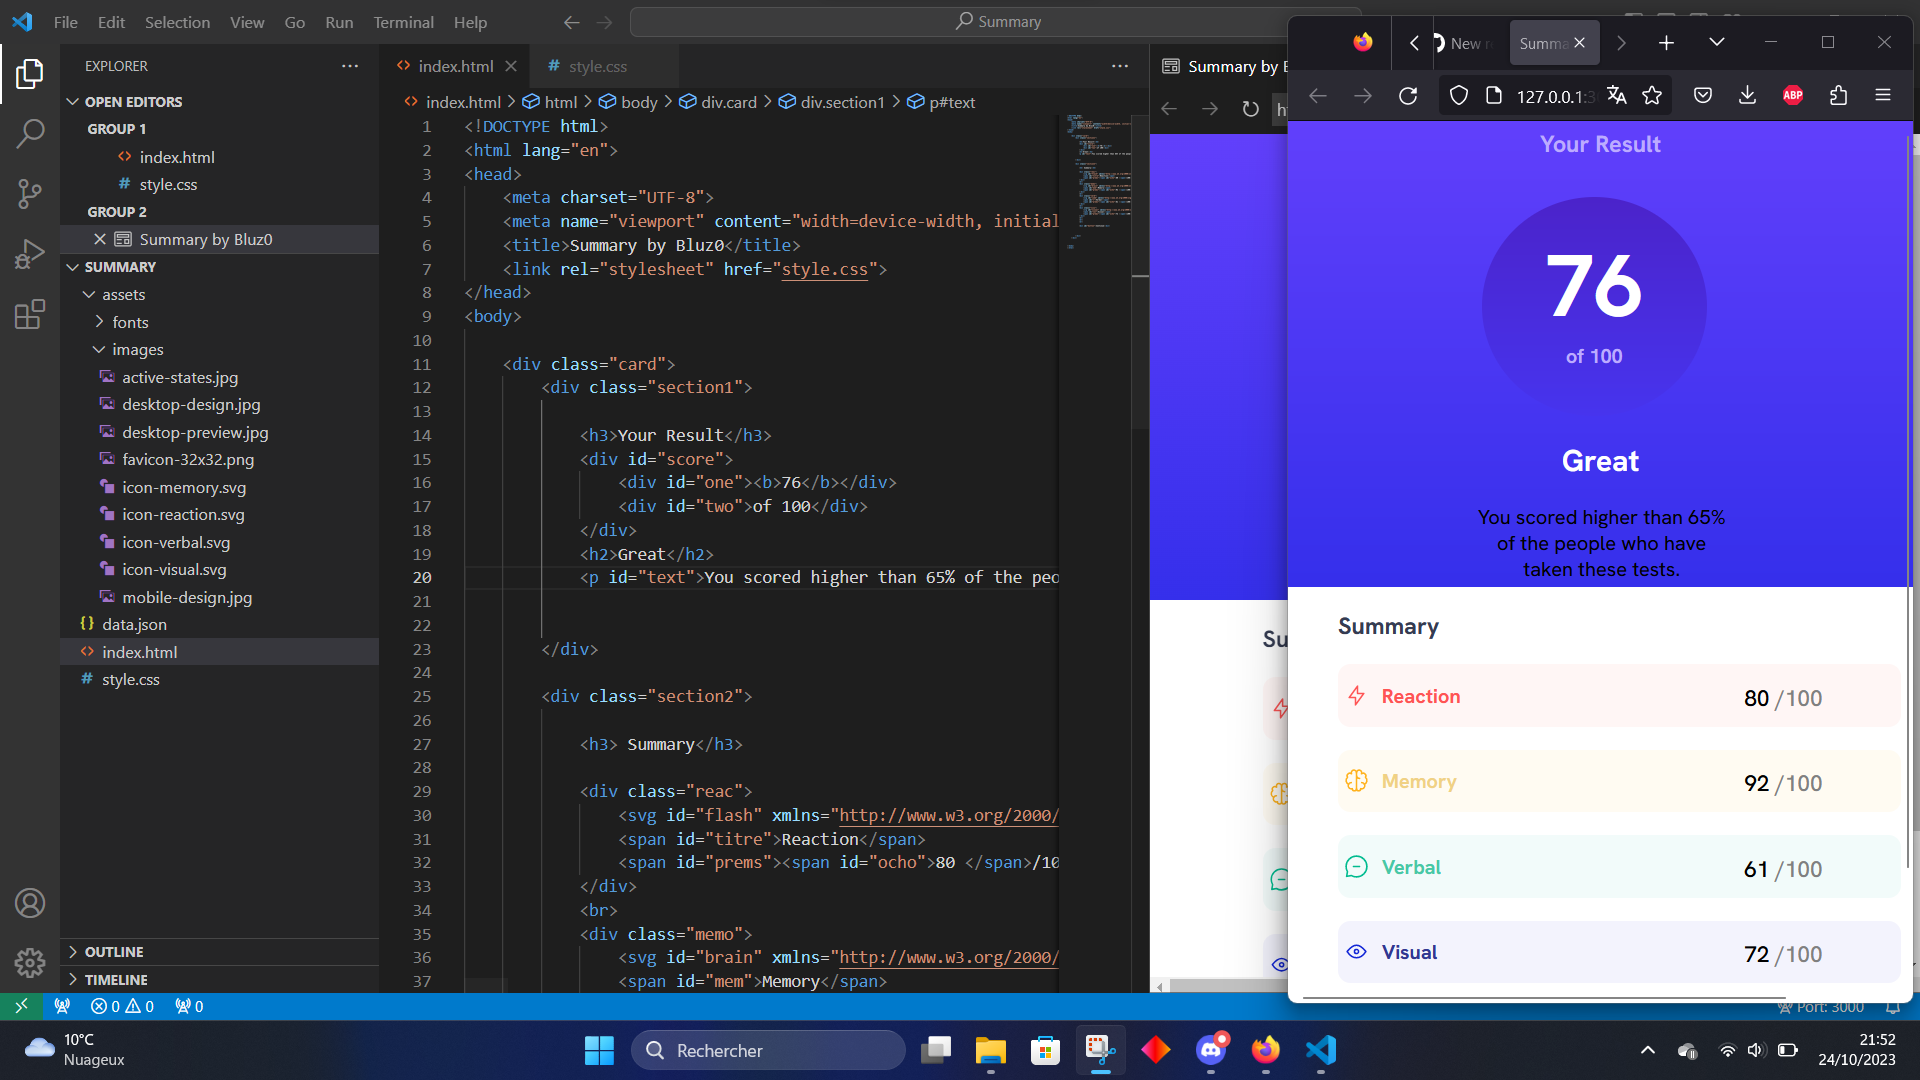 File Edit Selection View Go Run Terminal Help
Summary
EXPLORER
OPEN EDITORS
GROUP 1
index.html
style.css
GROUP 2
Summary by Bluz0
SUMMARY
assets
fonts
images
active-states.jpg
desktop-design.jpg
desktop-preview.jpg
favicon-32x32.png
icon-memory.svg
icon-reaction.svg
icon-verbal.svg
icon-visual.svg
mobile-design.jpg
data.json
index.html
style.css
OUTLINE
TIMELINE
index.html
style.css
index.html > html > body > div.card > div.section1 > p#text
1 <!DOCTYPE html>
2 <html lang="en">
3 <head>
4 <meta charset="UTF-8">
5 <meta name="viewport" content="width=device-width, initial
6 <title>Summary by Bluz0</title>
7 <link rel="stylesheet" href="style.css">
8 </head>
9 <body>
10
11 <div class="card">
12 <div class="section1">
13
14 <h3>Your Result</h3>
15 <div id="score">
16 <div id="one"><b>76</b></div>
17 <div id="two">of 100</div>
18 </div>
19 <h2>Great</h2>
20 <p id="text">You scored higher than 65% of the peo
21
22
23 </div>
24
25 <div class="section2">
26
27 <h3> Summary</h3>
28
29 <div class="reac">
30 <svg id="flash" xmlns="http://www.w3.org/2000/
31 <span id="titre">Reaction</span>
32 <span id="prems"><span id="ocho">80 </span>/10
33 </div>
34 <br>
35 <div class="memo">
36 <svg id="brain" xmlns="http://www.w3.org/2000/
37 <span id="mem">Memory</span>
Summary by B
h
Su
New r
Summa
127.0.0.1:3
ABP
Your Result
76
of 100
Great
You scored higher than 65%
of the people who have
taken these tests.
Summary
Reaction 80 /100
Memory 92 /100
Verbal 61 /100
Visual 72 /100
0 0 0
Port: 3000
10°C
Nuageux
Rechercher
21:52
24/10/2023